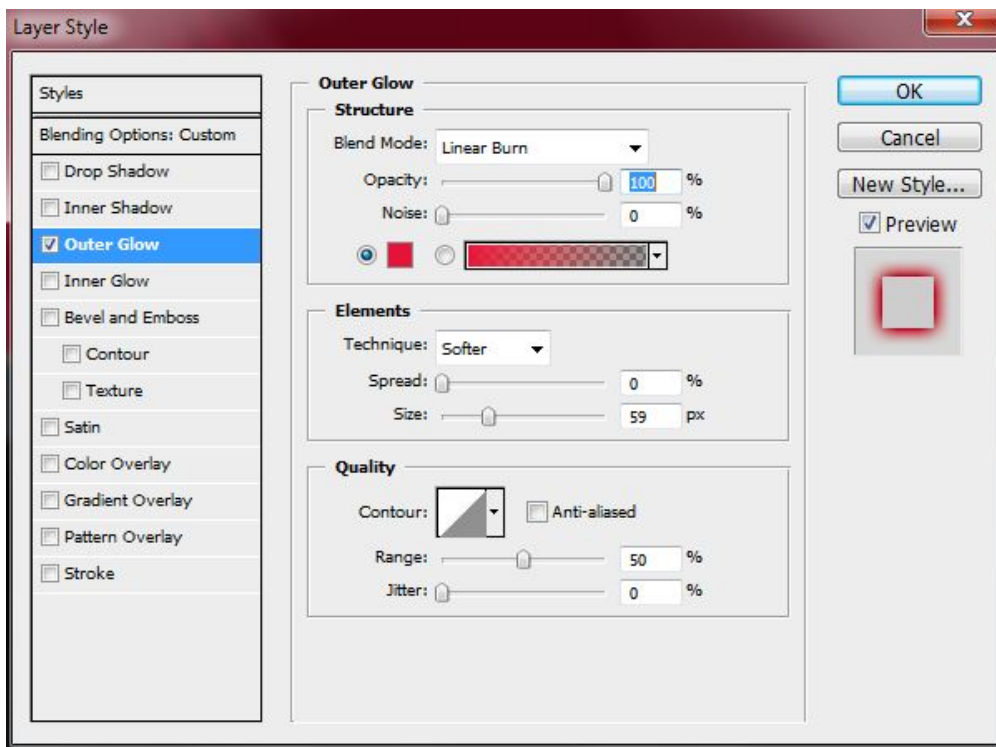 Layer Style
x
Styles
Blending Options: Custom
Drop Shadow
Inner Shadow
Outer Glow
Inner Glow
Bevel and Emboss
Contour
Texture
Satin
Color Overlay
Gradient Overlay
Pattern Overlay
Stroke
Outer Glow
Structure
Blend Mode: Linear Burn
Opacity: 100 %
Noise: 0 %
Elements
Technique: Softer
Spread: 0 %
Size: 59 px
Quality
Contour: Anti-aliased
Range: 50 %
Jitter: 0 %
OK
Cancel
New Style...
Preview